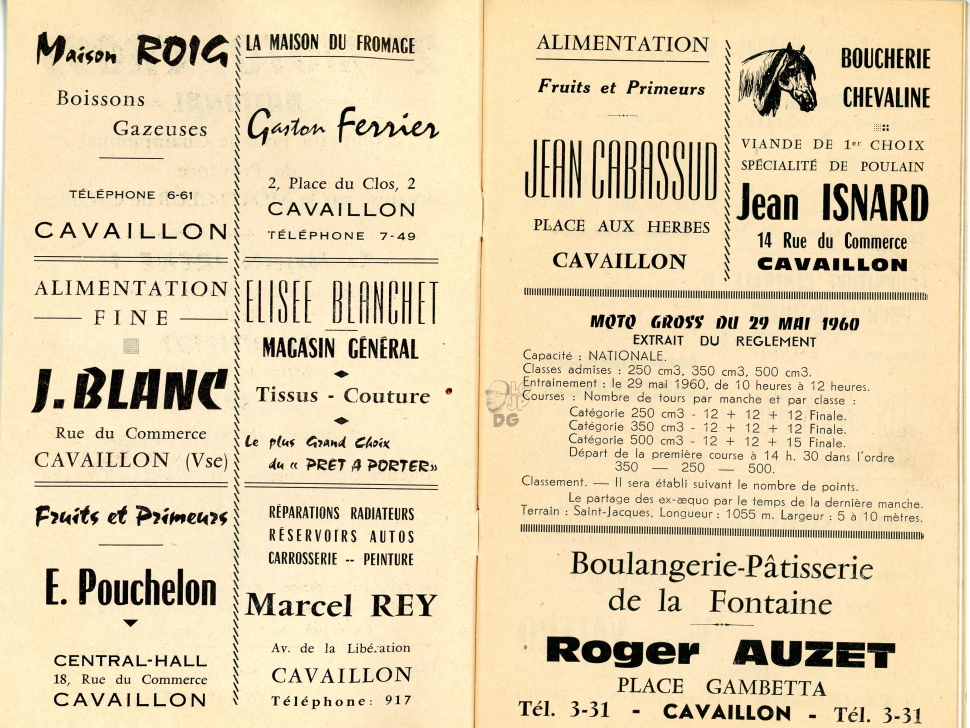 Maison ROIG
Boissons
Gazeuses
TÉLÉPHONE 6-61
CAVAILLON
LA MAISON DU FROMAGE
Gaston Ferrier
2, Place du Clos, 2
CAVAILLON
TÉLÉPHONE 7-49
ALIMENTATION
FINE
J. BLANC
Rue du Commerce
CAVAILLON (Vse)
ELISEE BLANCHET
MAGASIN GÉNÉRAL
Tissus - Couture
Le plus Grand Choix
du « PRET A PORTER»
Fruits et Primeurs
E. Pouchelon
CENTRAL-HALL
18, Rue du Commerce
CAVAILLON
RÉPARATIONS RADIATEURS
RÉSERVOIRS AUTOS
CARROSSERIE -- PEINTURE
Marcel REY
Av. de la Libération
CAVAILLON
Téléphone: 917
ALIMENTATION
Fruits et Primeurs
JEAN CABASSUD
PLACE AUX HERBES
CAVAILLON
BOUCHERIE
CHEVALINE
VIANDE DE 1er CHOIX
SPÉCIALITÉ DE POULAIN
Jean ISNARD
14 Rue du Commerce
CAVAILLON
MOTO GROSS DU 29 MAI 1960
EXTRAIT DU REGLEMENT
Capacité : NATIONALE.
Classes admises : 250 cm3, 350 cm3, 500 cm3.
Entrainement : le 29 mai 1960, de 10 heures à 12 heures.
Courses : Nombre de tours par manche et par classe :
Catégorie 250 cm3 - 12 + 12 + 12 Finale.
Catégorie 350 cm3 - 12 + 12 + 12 Finale.
Catégorie 500 cm3 - 12 + 12 + 15 Finale.
Départ de la première course à 14 h. 30 dans l'ordre
350 — 250 — 500.
Classement. — Il sera établi suivant le nombre de points.
Le partage des ex-æquo par le temps de la dernière manche.
Terrain : Saint-Jacques. Longueur : 1055 m. Largeur : 5 à 10 mètres.
Boulangerie-Pâtisserie
de la Fontaine
Roger AUZET
PLACE GAMBETTA
Tél. 3-31 - CAVAILLON - Tél. 3-31
DG